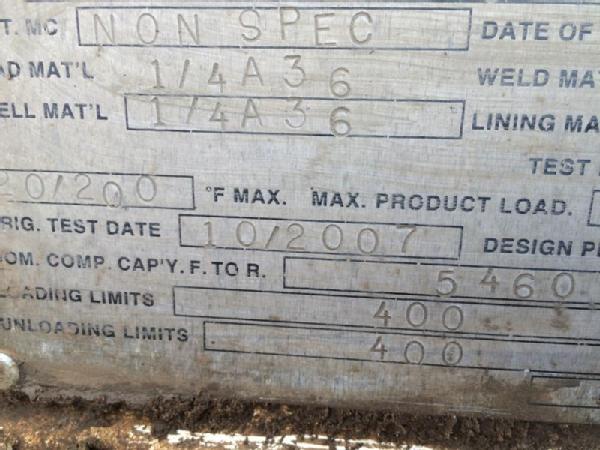 T. MC NON SPEC DATE OF
AD MAT'L 1/4A36 WELD MA
ELL MAT'L 1/4A36 LINING MA
TEST
20/200 °F MAX. MAX. PRODUCT LOAD.
RIG. TEST DATE 10/2007 DESIGN P
OM. COMP. CAP'Y. F. TO R. 5460
LOADING LIMITS 400
UNLOADING LIMITS 400